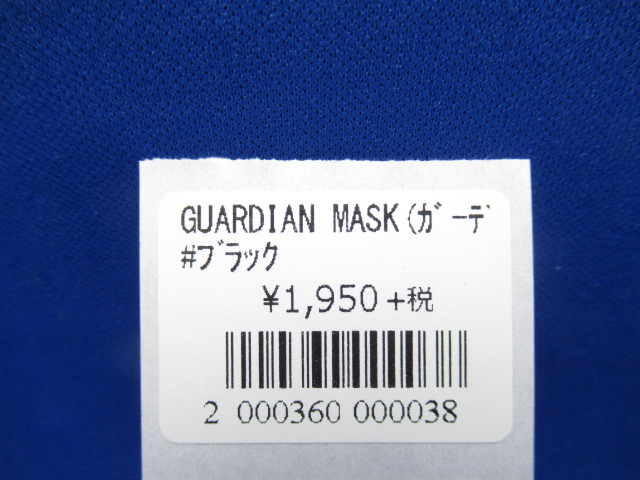 GUARDIAN MASK(ｶﾞｰﾃﾞ
#ﾌﾞﾗｯｸ
¥1,950+税
2 000360 000038